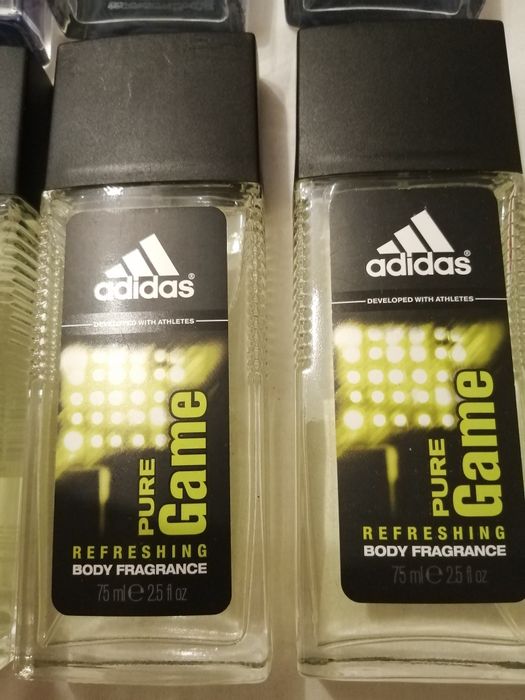 adidas®
DEVELOPED WITH ATHLETES
PURE
Game
REFRESHING
BODY FRAGRANCE
75 ml e 2.5 fl oz
adidas®
DEVELOPED WITH ATHLETES
PURE
Game
REFRESHING
BODY FRAGRANCE
75 ml e 2.5 fl oz